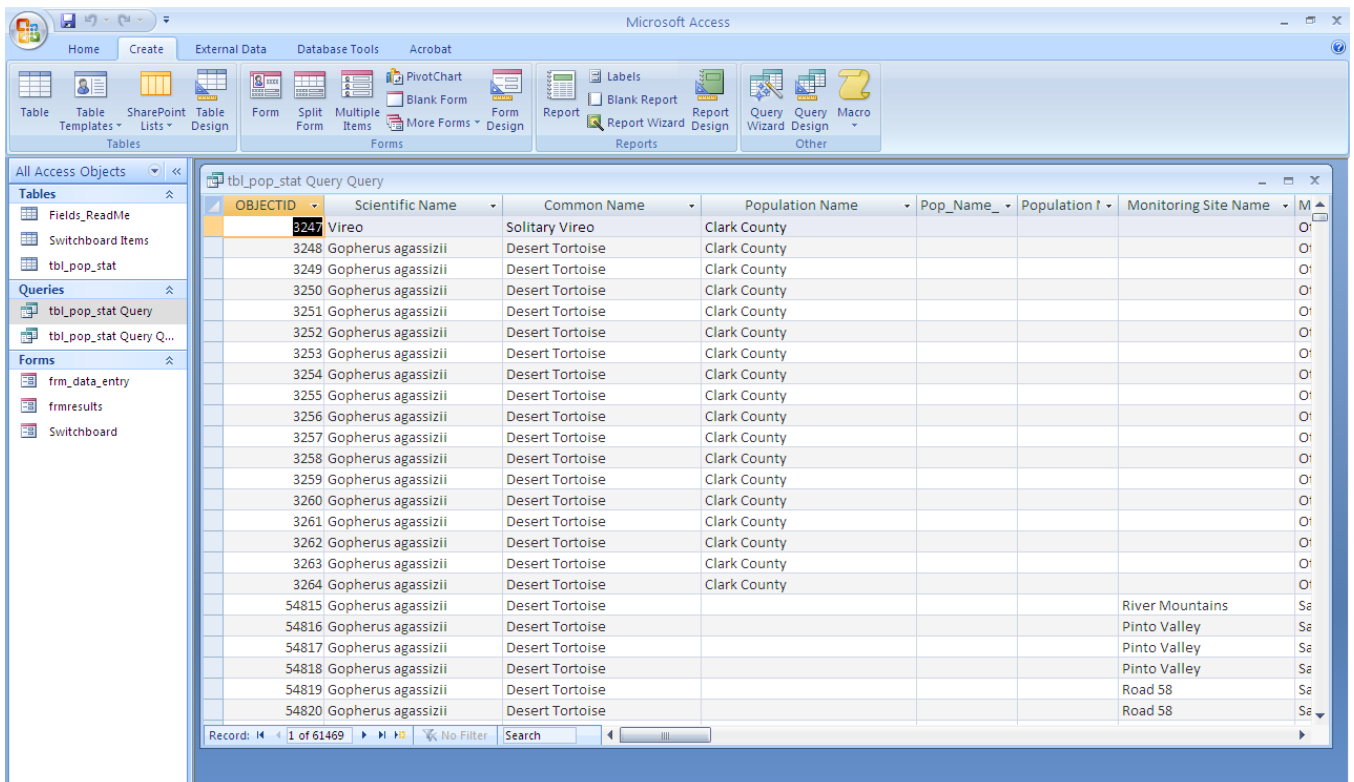 Microsoft Access
Home Create External Data Database Tools Acrobat
Table
Table Templates
SharePoint Lists
Table Design
Tables
Form
Split Form
Multiple Items
PivotChart
Blank Form
More Forms
Form Design
Forms
Report
Labels
Blank Report
Report Wizard
Report Design
Reports
Query Wizard
Query Design
Macro
Other
All Access Objects
Tables
Fields_ReadMe
Switchboard Items
tbl_pop_stat
Queries
tbl_pop_stat Query
tbl_pop_stat Query Q...
Forms
frm_data_entry
frmresults
Switchboard
tbl_pop_stat Query Query
OBJECTID Scientific Name Common Name Population Name Pop_Name_ Population Monitoring Site Name M
3247 Vireo Solitary Vireo Clark County
3248 Gopherus agassizii Desert Tortoise Clark County
3249 Gopherus agassizii Desert Tortoise Clark County
3250 Gopherus agassizii Desert Tortoise Clark County
3251 Gopherus agassizii Desert Tortoise Clark County
3252 Gopherus agassizii Desert Tortoise Clark County
3253 Gopherus agassizii Desert Tortoise Clark County
3254 Gopherus agassizii Desert Tortoise Clark County
3255 Gopherus agassizii Desert Tortoise Clark County
3256 Gopherus agassizii Desert Tortoise Clark County
3257 Gopherus agassizii Desert Tortoise Clark County
3258 Gopherus agassizii Desert Tortoise Clark County
3259 Gopherus agassizii Desert Tortoise Clark County
3260 Gopherus agassizii Desert Tortoise Clark County
3261 Gopherus agassizii Desert Tortoise Clark County
3262 Gopherus agassizii Desert Tortoise Clark County
3263 Gopherus agassizii Desert Tortoise Clark County
3264 Gopherus agassizii Desert Tortoise Clark County
54815 Gopherus agassizii Desert Tortoise River Mountains Sa
54816 Gopherus agassizii Desert Tortoise Pinto Valley Sa
54817 Gopherus agassizii Desert Tortoise Pinto Valley Sa
54818 Gopherus agassizii Desert Tortoise Pinto Valley Sa
54819 Gopherus agassizii Desert Tortoise Road 58 Sa
54820 Gopherus agassizii Desert Tortoise Road 58 Sa
Record: 1 of 61469 No Filter Search